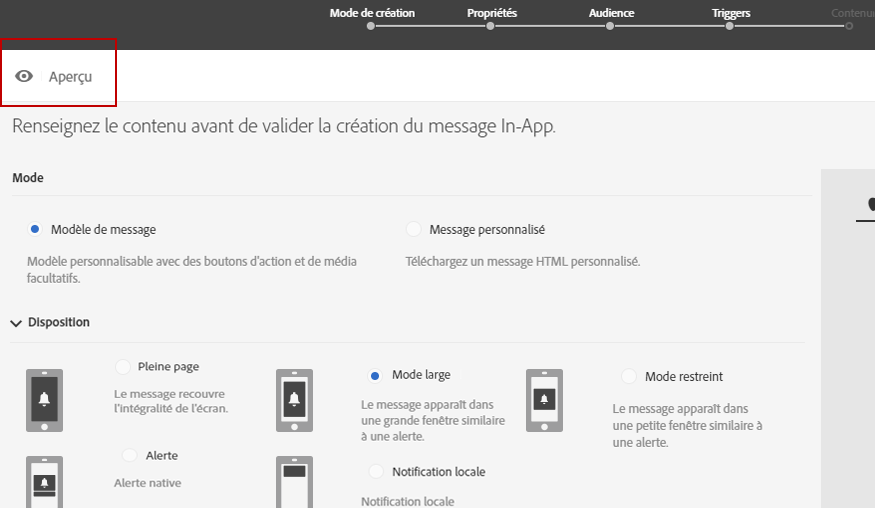 Mode de création Propriétés Audience Triggers Contenu
Aperçu
Renseignez le contenu avant de valider la création du message In-App.
Mode
Modèle de message
Message personnalisé
Modèle personnalisable avec des boutons d'action et de média
facultatifs.
Téléchargez un message HTML personnalisé.
Disposition
Pleine page
Le message recouvre
l'intégralité de l'écran.
Mode large
Le message apparaît dans
une grande fenêtre similaire
à une alerte.
Mode restreint
Le message apparaît dans
une petite fenêtre similaire à
une alerte.
Alerte
Alerte native
Notification locale
Notification locale